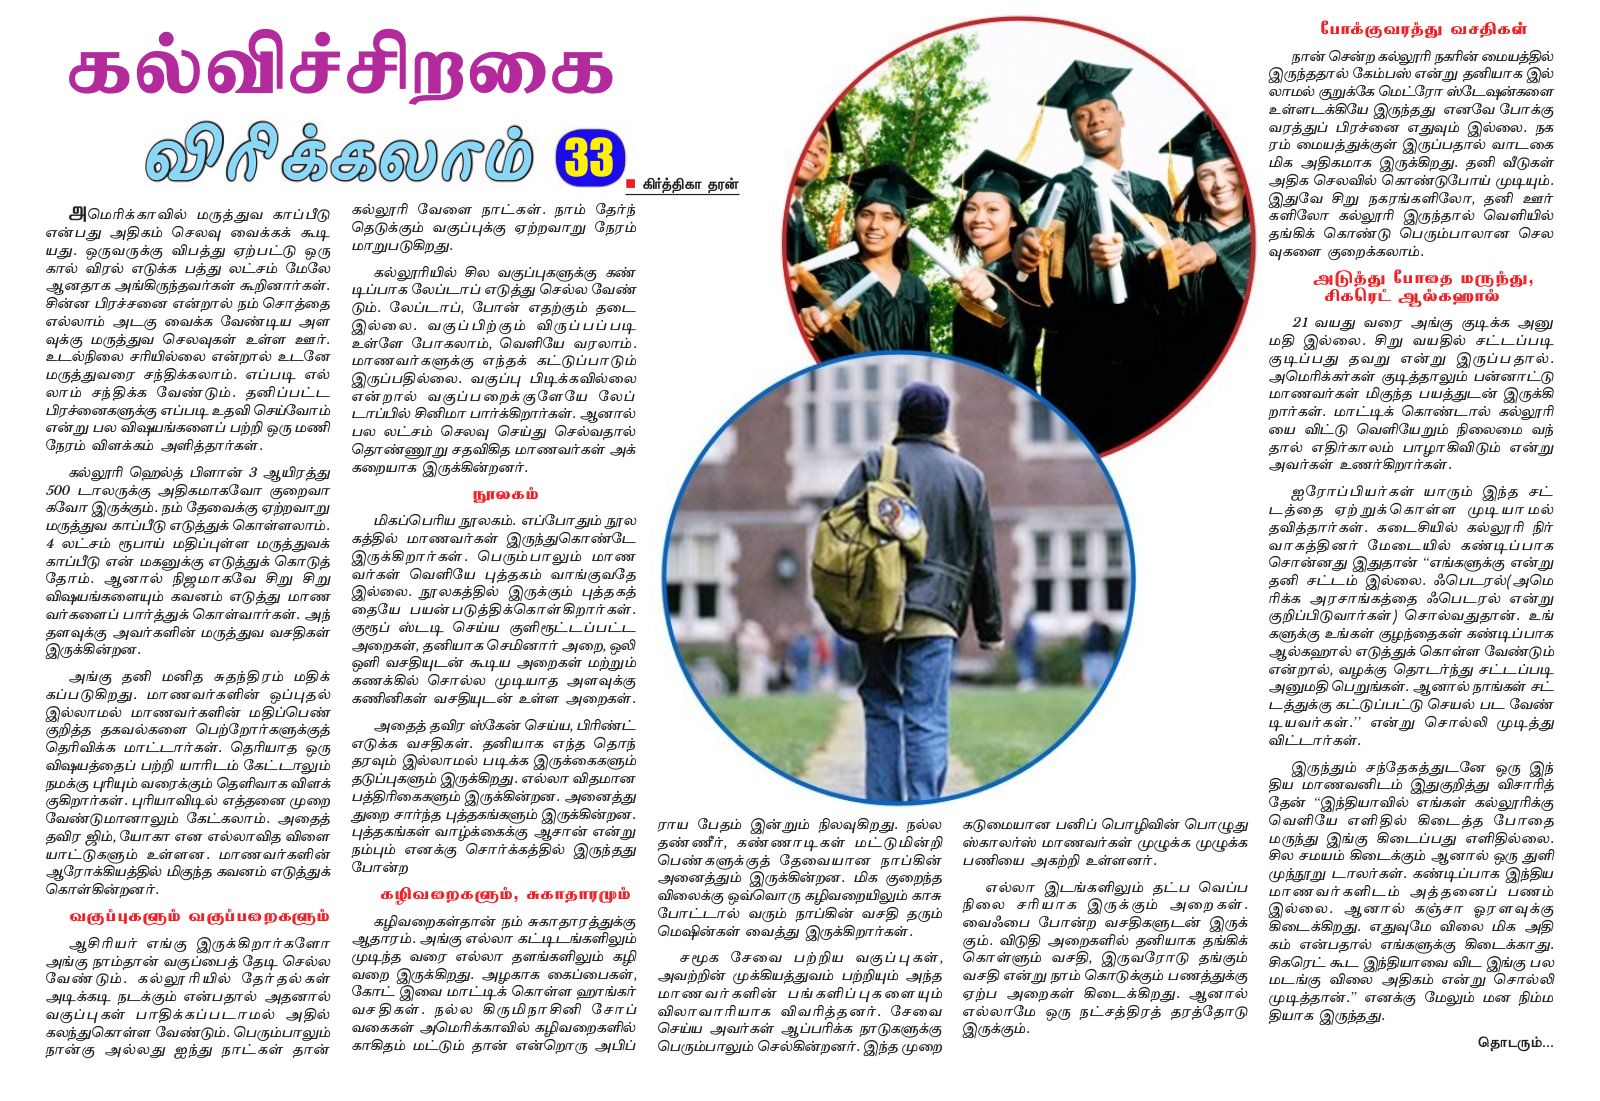 கல்விச்சிறகை
விரிக்கலாம் 33
கிர்த்திகா தரன்
அமெரிக்காவில் மருத்துவ காப்பீடு
என்பது அதிகம் செலவு வைக்கக் கூடி
யது. ஒருவருக்கு விபத்து ஏற்பட்டு ஒரு
கால் விரல் எடுக்க பத்து லட்சம் மேலே
ஆனதாக அங்கிருந்தவர்கள் கூறினார்கள்.
சின்ன பிரச்சனை என்றால் நம் சொத்தை
எல்லாம் அடகு வைக்க வேண்டிய அள
வுக்கு மருத்துவ செலவுகள் உள்ள ஊர்.
உடல்நிலை சரியில்லை என்றால் உடனே
மருத்துவரை சந்திக்கலாம். எப்படி எல்
லாம் சந்திக்க வேண்டும். தனிப்பட்ட
பிரச்னைகளுக்கு எப்படி உதவி செய்வோம்
என்று பல விஷயங்களைப் பற்றி ஒரு மணி
நேரம் விளக்கம் அளித்தார்கள்.
கல்லூரி ஹெல்த் பிளான் 3 ஆயிரத்து
500 டாலருக்கு அதிகமாகவோ குறைவா
கவோ இருக்கும். நம் தேவைக்கு ஏற்றவாறு
மருத்துவ காப்பீடு எடுத்துக் கொள்ளலாம்.
4 லட்சம் ரூபாய் மதிப்புள்ள மருத்துவக்
காப்பீடு என் மகனுக்கு எடுத்துக் கொடுத்
தோம். ஆனால் நிஜமாகவே சிறு சிறு
விஷயங்களையும் கவனம் எடுத்து மாண
வர்களைப் பார்த்துக் கொள்வார்கள். அந்
தளவுக்கு அவர்களின் மருத்துவ வசதிகள்
இருக்கின்றன.
அங்கு தனி மனித சுதந்திரம் மதிக்
கப்படுகிறது. மாணவர்களின் ஒப்புதல்
இல்லாமல் மாணவர்களின் மதிப்பெண்
குறித்த தகவல்களை பெற்றோர்களுக்குத்
தெரிவிக்க மாட்டார்கள். தெரியாத ஒரு
விஷயத்தைப் பற்றி யாரிடம் கேட்டாலும்
நமக்கு புரியும் வரைக்கும் தெளிவாக விளக்
குகிறார்கள். புரியாவிடில் எத்தனை முறை
வேண்டுமானாலும் கேட்கலாம். அதைத்
தவிர ஜிம், யோகா என எல்லாவித விளை
யாட்டுகளும் உள்ளன. மாணவர்களின்
ஆரோக்கியத்தில் மிகுந்த கவனம் எடுத்துக்
கொள்கின்றனர்.
வகுப்புகளும் வகுப்பறைகளும்
ஆசிரியர் எங்கு இருக்கிறார்களோ
அங்கு நாம்தான் வகுப்பைத் தேடி செல்ல
வேண்டும். கல்லூரியில் தேர்தல்கள்
அடிக்கடி நடக்கும் என்பதால் அதனால்
வகுப்புகள் பாதிக்கப்படாமல் அதில்
கலந்துகொள்ள வேண்டும். பெரும்பாலும்
நான்கு அல்லது ஐந்து நாட்கள் தான்
கல்லூரி வேளை நாட்கள். நாம் தேர்ந்
தெடுக்கும் வகுப்புக்கு ஏற்றவாறு நேரம்
மாறுபடுகிறது.
கல்லூரியில் சில வகுப்புகளுக்கு கண்
டிப்பாக லேப்டாப் எடுத்து செல்ல வேண்
டும். லேப்டாப், போன் எதற்கும் தடை
இல்லை. வகுப்பிற்கும் விருப்பப்படி
உள்ளே போகலாம், வெளியே வரலாம்.
மாணவர்களுக்கு எந்தக் கட்டுப்பாடும்
இருப்பதில்லை. வகுப்பு பிடிக்கவில்லை
என்றால் வகுப்பறைக்குளேயே லேப்
டாப்பில் சினிமா பார்க்கிறார்கள். ஆனால்
பல லட்சம் செலவு செய்து செல்வதால்
தொண்ணூறு சதவிகித மாணவர்கள் அக்
கறையாக இருக்கின்றனர்.
நூலகம்
மிகப்பெரிய நூலகம். எப்போதும் நூல
கத்தில் மாணவர்கள் இருந்துகொண்டே
இருக்கிறார்கள். பெரும்பாலும் மாண
வர்கள் வெளியே புத்தகம் வாங்குவதே
இல்லை. நூலகத்தில் இருக்கும் புத்தகத்
தையே பயன்படுத்திக்கொள்கிறார்கள்.
குரூப் ஸ்டடி செய்ய குளிரூட்டப்பட்ட
அறைகள், தனியாக செமினார் அறை, ஒலி
ஒளி வசதியுடன் கூடிய அறைகள் மற்றும்
கணக்கில் சொல்ல முடியாத அளவுக்கு
கணினிகள் வசதியுடன் உள்ள அறைகள்.
அதைத் தவிர ஸ்கேன் செய்ய, பிரிண்ட்
எடுக்க வசதிகள். தனியாக எந்த தொந்
தரவும் இல்லாமல் படிக்க இருக்கைகளும்
தடுப்புகளும் இருக்கிறது. எல்லா விதமான
பத்திரிகைகளும் இருக்கின்றன. அனைத்து
துறை சார்ந்த புத்தகங்களும் இருக்கின்றன.
புத்தகங்கள் வாழ்க்கைக்கு ஆசான் என்று
நம்பும் எனக்கு சொர்க்கத்தில் இருந்தது
போன்ற
கழிவறைகளும், சுகாதாரமும்
கழிவறைகள்தான் நம் சுகாதாரத்துக்கு
ஆதாரம். அங்கு எல்லா கட்டிடங்களிலும்
முடிந்த வரை எல்லா தளங்களிலும் கழி
வறை இருக்கிறது. அழகாக கைப்பைகள்,
கோட் இவை மாட்டிக் கொள்ள ஹாங்கர்
வசதிகள். நல்ல கிருமிநாசினி சோப்
வகைகள் அமெரிக்காவில் கழிவறைகளில்
காகிதம் மட்டும் தான் என்றொரு அபிப்
ராய பேதம் இன்றும் நிலவுகிறது. நல்ல
தண்ணீர், கண்ணாடிகள் மட்டுமின்றி
பெண்களுக்குத் தேவையான நாப்கின்
அனைத்தும் இருக்கின்றன. மிக குறைந்த
விலைக்கு ஒவ்வொரு கழிவறையிலும் காசு
போட்டால் வரும் நாப்கின் வசதி தரும்
மெஷின்கள் வைத்து இருக்கிறார்கள்.
சமூக சேவை பற்றிய வகுப்புகள்,
அவற்றின் முக்கியத்துவம் பற்றியும் அந்த
மாணவர்களின் பங்களிப்புகளையும்
விலாவாரியாக விவரித்தனர். சேவை
செய்ய அவர்கள் ஆப்பரிக்க நாடுகளுக்கு
பெரும்பாலும் செல்கின்றனர். இந்த முறை
கடுமையான பனிப் பொழிவின் பொழுது
ஸ்காலர்ஸ் மாணவர்கள் முழுக்க முழுக்க
பணியை அகற்றி உள்ளனர்.
எல்லா இடங்களிலும் தட்ப வெப்ப
நிலை சரியாக இருக்கும் அறைகள்.
வைஃபை போன்ற வசதிகளுடன் இருக்
கும். விடுதி அறைகளில் தனியாக தங்கிக்
கொள்ளும் வசதி, இருவரோடு தங்கும்
வசதி என்று நாம் கொடுக்கும் பணத்துக்கு
ஏற்ப அறைகள் கிடைக்கிறது. ஆனால்
எல்லாமே ஒரு நட்சத்திரத் தரத்தோடு
இருக்கும்.
போக்குவரத்து வசதிகள்
நான் சென்ற கல்லூரி நகரின் மையத்தில்
இருந்ததால் கேம்பஸ் என்று தனியாக இல்
லாமல் குறுக்கே மெட்ரோ ஸ்டேஷன்களை
உள்ளடக்கியே இருந்தது எனவே போக்கு
வரத்துப் பிரச்னை எதுவும் இல்லை. நக
ரம் மையத்துக்குள் இருப்பதால் வாடகை
மிக அதிகமாக இருக்கிறது. தனி வீடுகள்
அதிக செலவில் கொண்டுபோய் முடியும்.
இதுவே சிறு நகரங்களிலோ, தனி ஊர்
களிலோ கல்லூரி இருந்தால் வெளியில்
தங்கிக் கொண்டு பெரும்பாலான செல
வுகளை குறைக்கலாம்.
அடுத்து போதை மருந்து,
சிகரெட் ஆல்கஹால்
21 வயது வரை அங்கு குடிக்க அனு
மதி இல்லை. சிறு வயதில் சட்டப்படி
குடிப்பது தவறு என்று இருப்பதால்.
அமெரிக்கர்கள் குடித்தாலும் பன்னாட்டு
மாணவர்கள் மிகுந்த பயத்துடன் இருக்கி
றார்கள். மாட்டிக் கொண்டால் கல்லூரி
யை விட்டு வெளியேறும் நிலைமை வந்
தால் எதிர்காலம் பாழாகிவிடும் என்று
அவர்கள் உணர்கிறார்கள்.
ஐரோப்பியர்கள் யாரும் இந்த சட்
டத்தை ஏற்றுக்கொள்ள முடியாமல்
தவித்தார்கள். கடைசியில் கல்லூரி நிர்
வாகத்தினர் மேடையில் கண்டிப்பாக
சொன்னது இதுதான் “எங்களுக்கு என்று
தனி சட்டம் இல்லை. ஃபெடரல்(அமெ
ரிக்க அரசாங்கத்தை ஃபெடரல் என்று
குறிப்பிடுவார்கள்) சொல்வதுதான். உங்
களுக்கு உங்கள் குழந்தைகள் கண்டிப்பாக
ஆல்கஹால் எடுத்துக் கொள்ள வேண்டும்
என்றால், வழக்கு தொடர்ந்து சட்டப்படி
அனுமதி பெறுங்கள். ஆனால் நாங்கள் சட்
டத்துக்கு கட்டுப்பட்டு செயல் பட வேண்
டியவர்கள்.’’ என்று சொல்லி முடித்து
விட்டார்கள்.
இருந்தும் சந்தேகத்துடனே ஒரு இந்
திய மாணவனிடம் இதுகுறித்து விசாரித்
தேன் “இந்தியாவில் எங்கள் கல்லூரிக்கு
வெளியே எளிதில் கிடைத்த போதை
மருந்து இங்கு கிடைப்பது எளிதில்லை.
சில சமயம் கிடைக்கும் ஆனால் ஒரு துளி
முந்நூறு டாலர்கள். கண்டிப்பாக இந்திய
மாணவர்களிடம் அத்தனைப் பணம்
இல்லை. ஆனால் கஞ்சா ஓரளவுக்கு
கிடைக்கிறது. எதுவுமே விலை மிக அதி
கம் என்பதால் எங்களுக்கு கிடைக்காது.
சிகரெட் கூட இந்தியாவை விட இங்கு பல
மடங்கு விலை அதிகம் என்று சொல்லி
முடித்தான்.” எனக்கு மேலும் மன நிம்ம
தியாக இருந்தது.
தொடரும்...